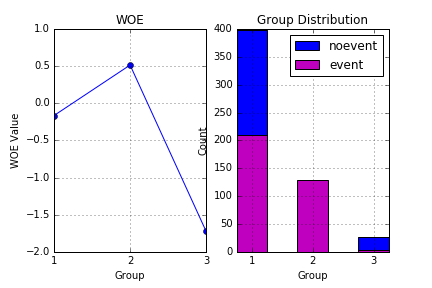 WOE
1.0
0.5
0.0
−0.5
−1.0
−1.5
−2.0
WOE Value
1 2 3
Group
Group Distribution
400
350
300
250
200
150
100
50
0
Count
noevent
event
1 2 3
Group